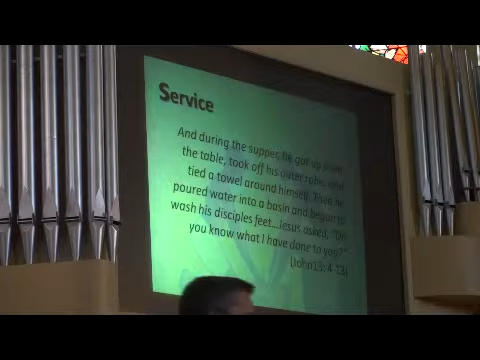 Service
And during the supper, he got up from
the table, took off his outer robe, and
tied a towel around himself. Then he
poured water into a basin and began to
wash his disciples feet...Jesus asked, "Do
you know what I have done to you?"
(John13: 4-13)